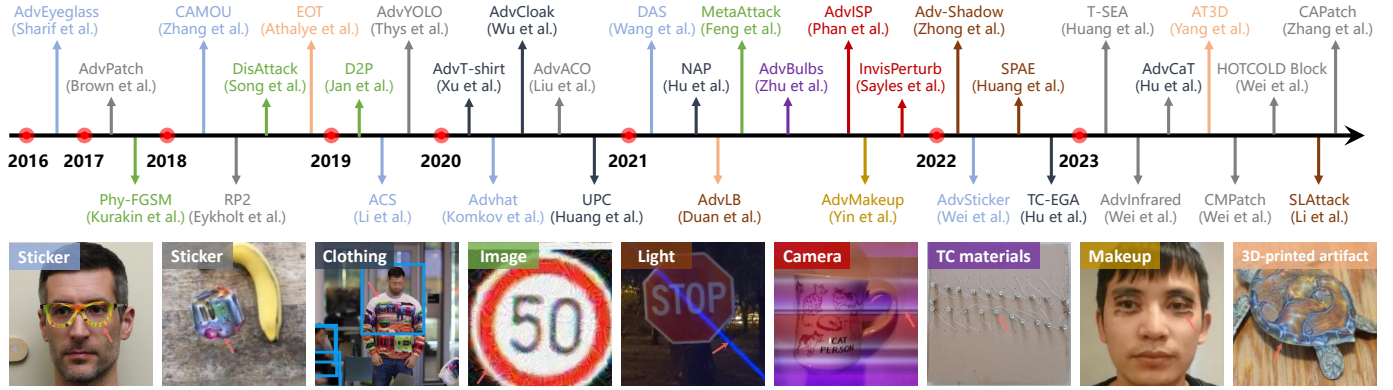 AdvEyeglass
(Sharif et al.)
CAMOU
(Zhang et al.)
EOT
(Athalye et al.)
AdvYOLO
(Thys et al.)
AdvCloak
(Wu et al.)
DAS
(Wang et al.)
MetaAttack
(Feng et al.)
AdvISP
(Phan et al.)
Adv-Shadow
(Zhong et al.)
T-SEA
(Huang et al.)
AT3D
(Yang et al.)
CAPatch
(Zhang et al.)
AdvPatch
(Brown et al.)
DisAttack
(Song et al.)
D2P
(Jan et al.)
AdvT-shirt
(Xu et al.)
AdvACO
(Liu et al.)
NAP
(Hu et al.)
AdvBulbs
(Zhu et al.)
InvisPerturb
(Sayles et al.)
SPAE
(Huang et al.)
AdvCaT
(Hu et al.)
HOTCOLD Block
(Wei et al.)
2016
2017
2018
2019
2020
2021
2022
2023
Phy-FGSM
(Kurakin et al.)
RP2
(Eykholt et al.)
ACS
(Li et al.)
Advhat
(Komkov et al.)
UPC
(Huang et al.)
AdvLB
(Duan et al.)
AdvMakeup
(Yin et al.)
AdvSticker
(Wei et al.)
TC-EGA
(Hu et al.)
AdvInfrared
(Wei et al.)
CMPatch
(Wei et al.)
SLAttack
(Li et al.)
Sticker
Sticker
Clothing
Image
Light
Camera
TC materials
Makeup
3D-printed artifact
50
STOP
CAT
PERSON